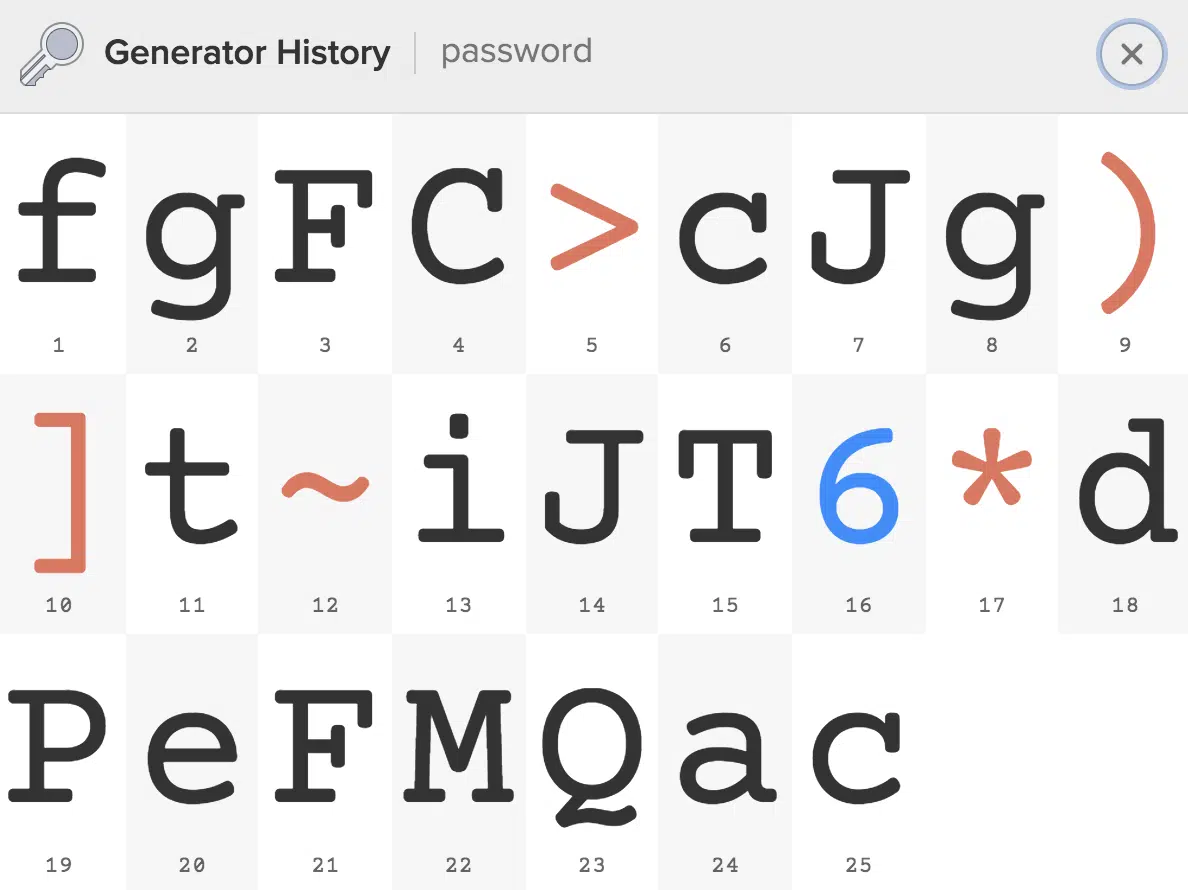 Generator History password
f g F C > c J g )
1 2 3 4 5 6 7 8 9
] t ~ i J T 6 * d
10 11 12 13 14 15 16 17 18
P e F M Q a c
19 20 21 22 23 24 25